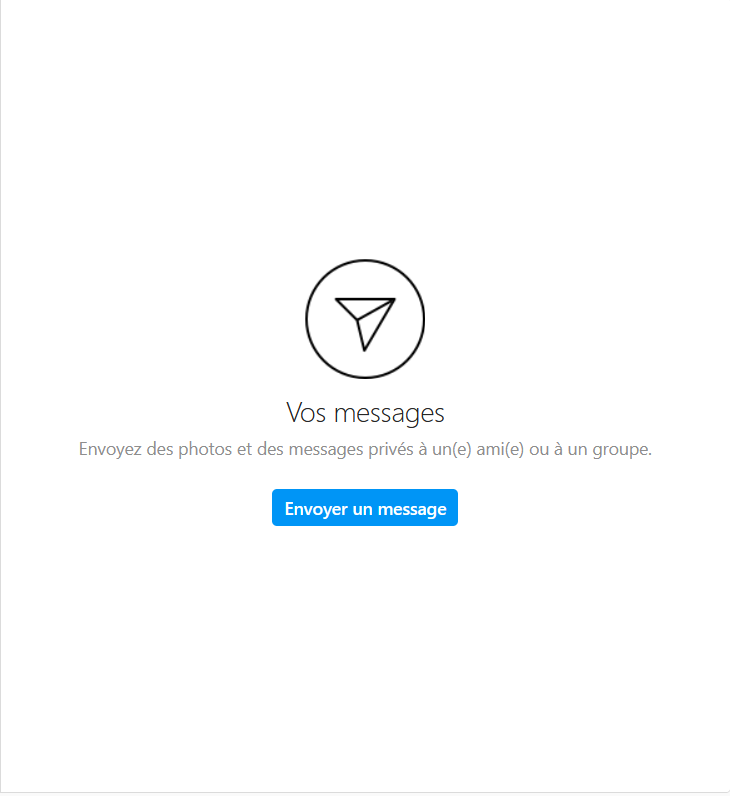 Vos messages
Envoyez des photos et des messages privés à un(e) ami(e) ou à un groupe.
Envoyer un message